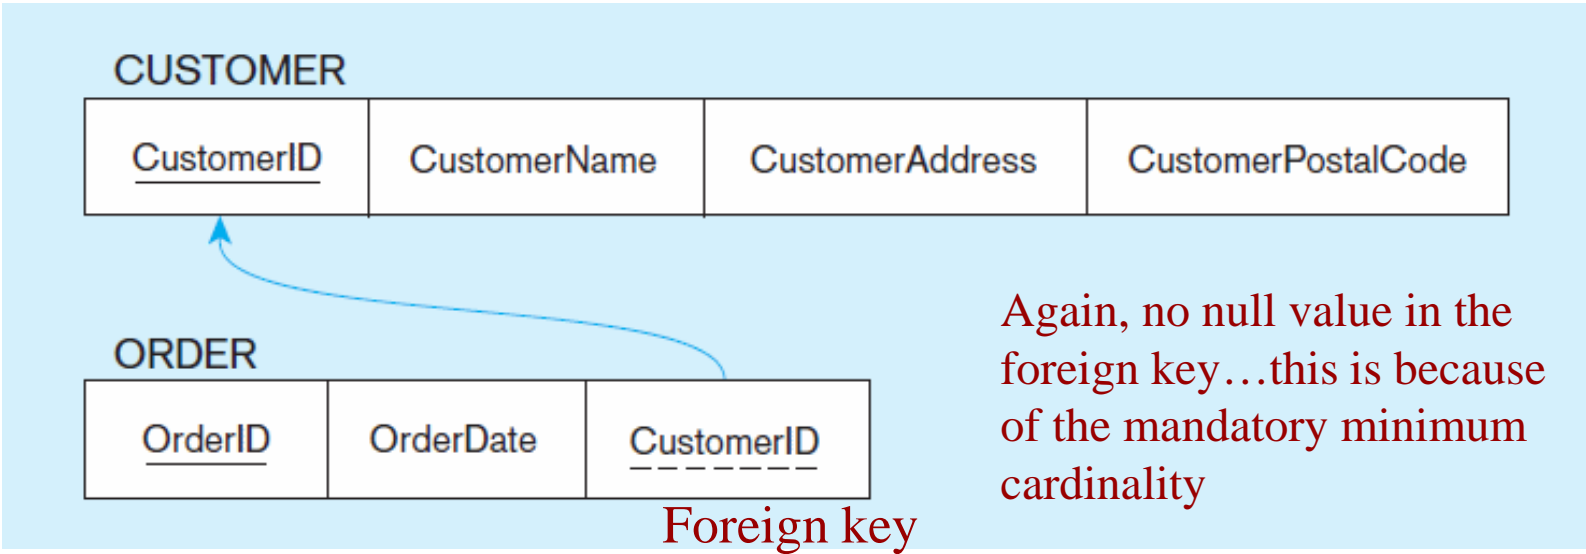 CUSTOMER
CustomerID CustomerName CustomerAddress CustomerPostalCode
ORDER
OrderID OrderDate CustomerID
Foreign key
Again, no null value in the
foreign key…this is because
of the mandatory minimum
cardinality